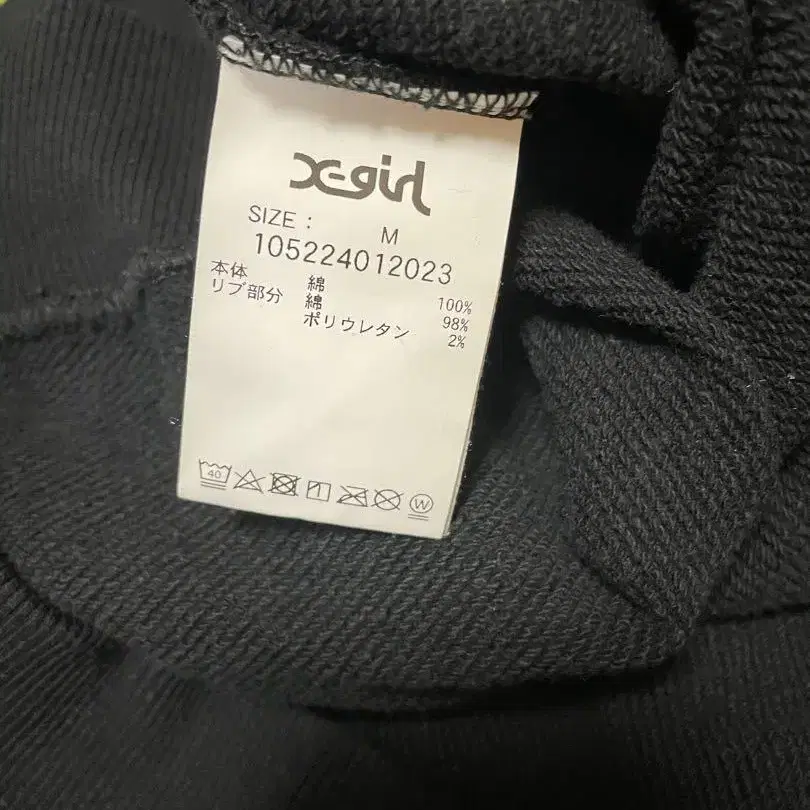 X-girl
SIZE : M
105224012023
本体 綿 100%
リブ部分 綿 98%
ポリウレタン 2%
40
W